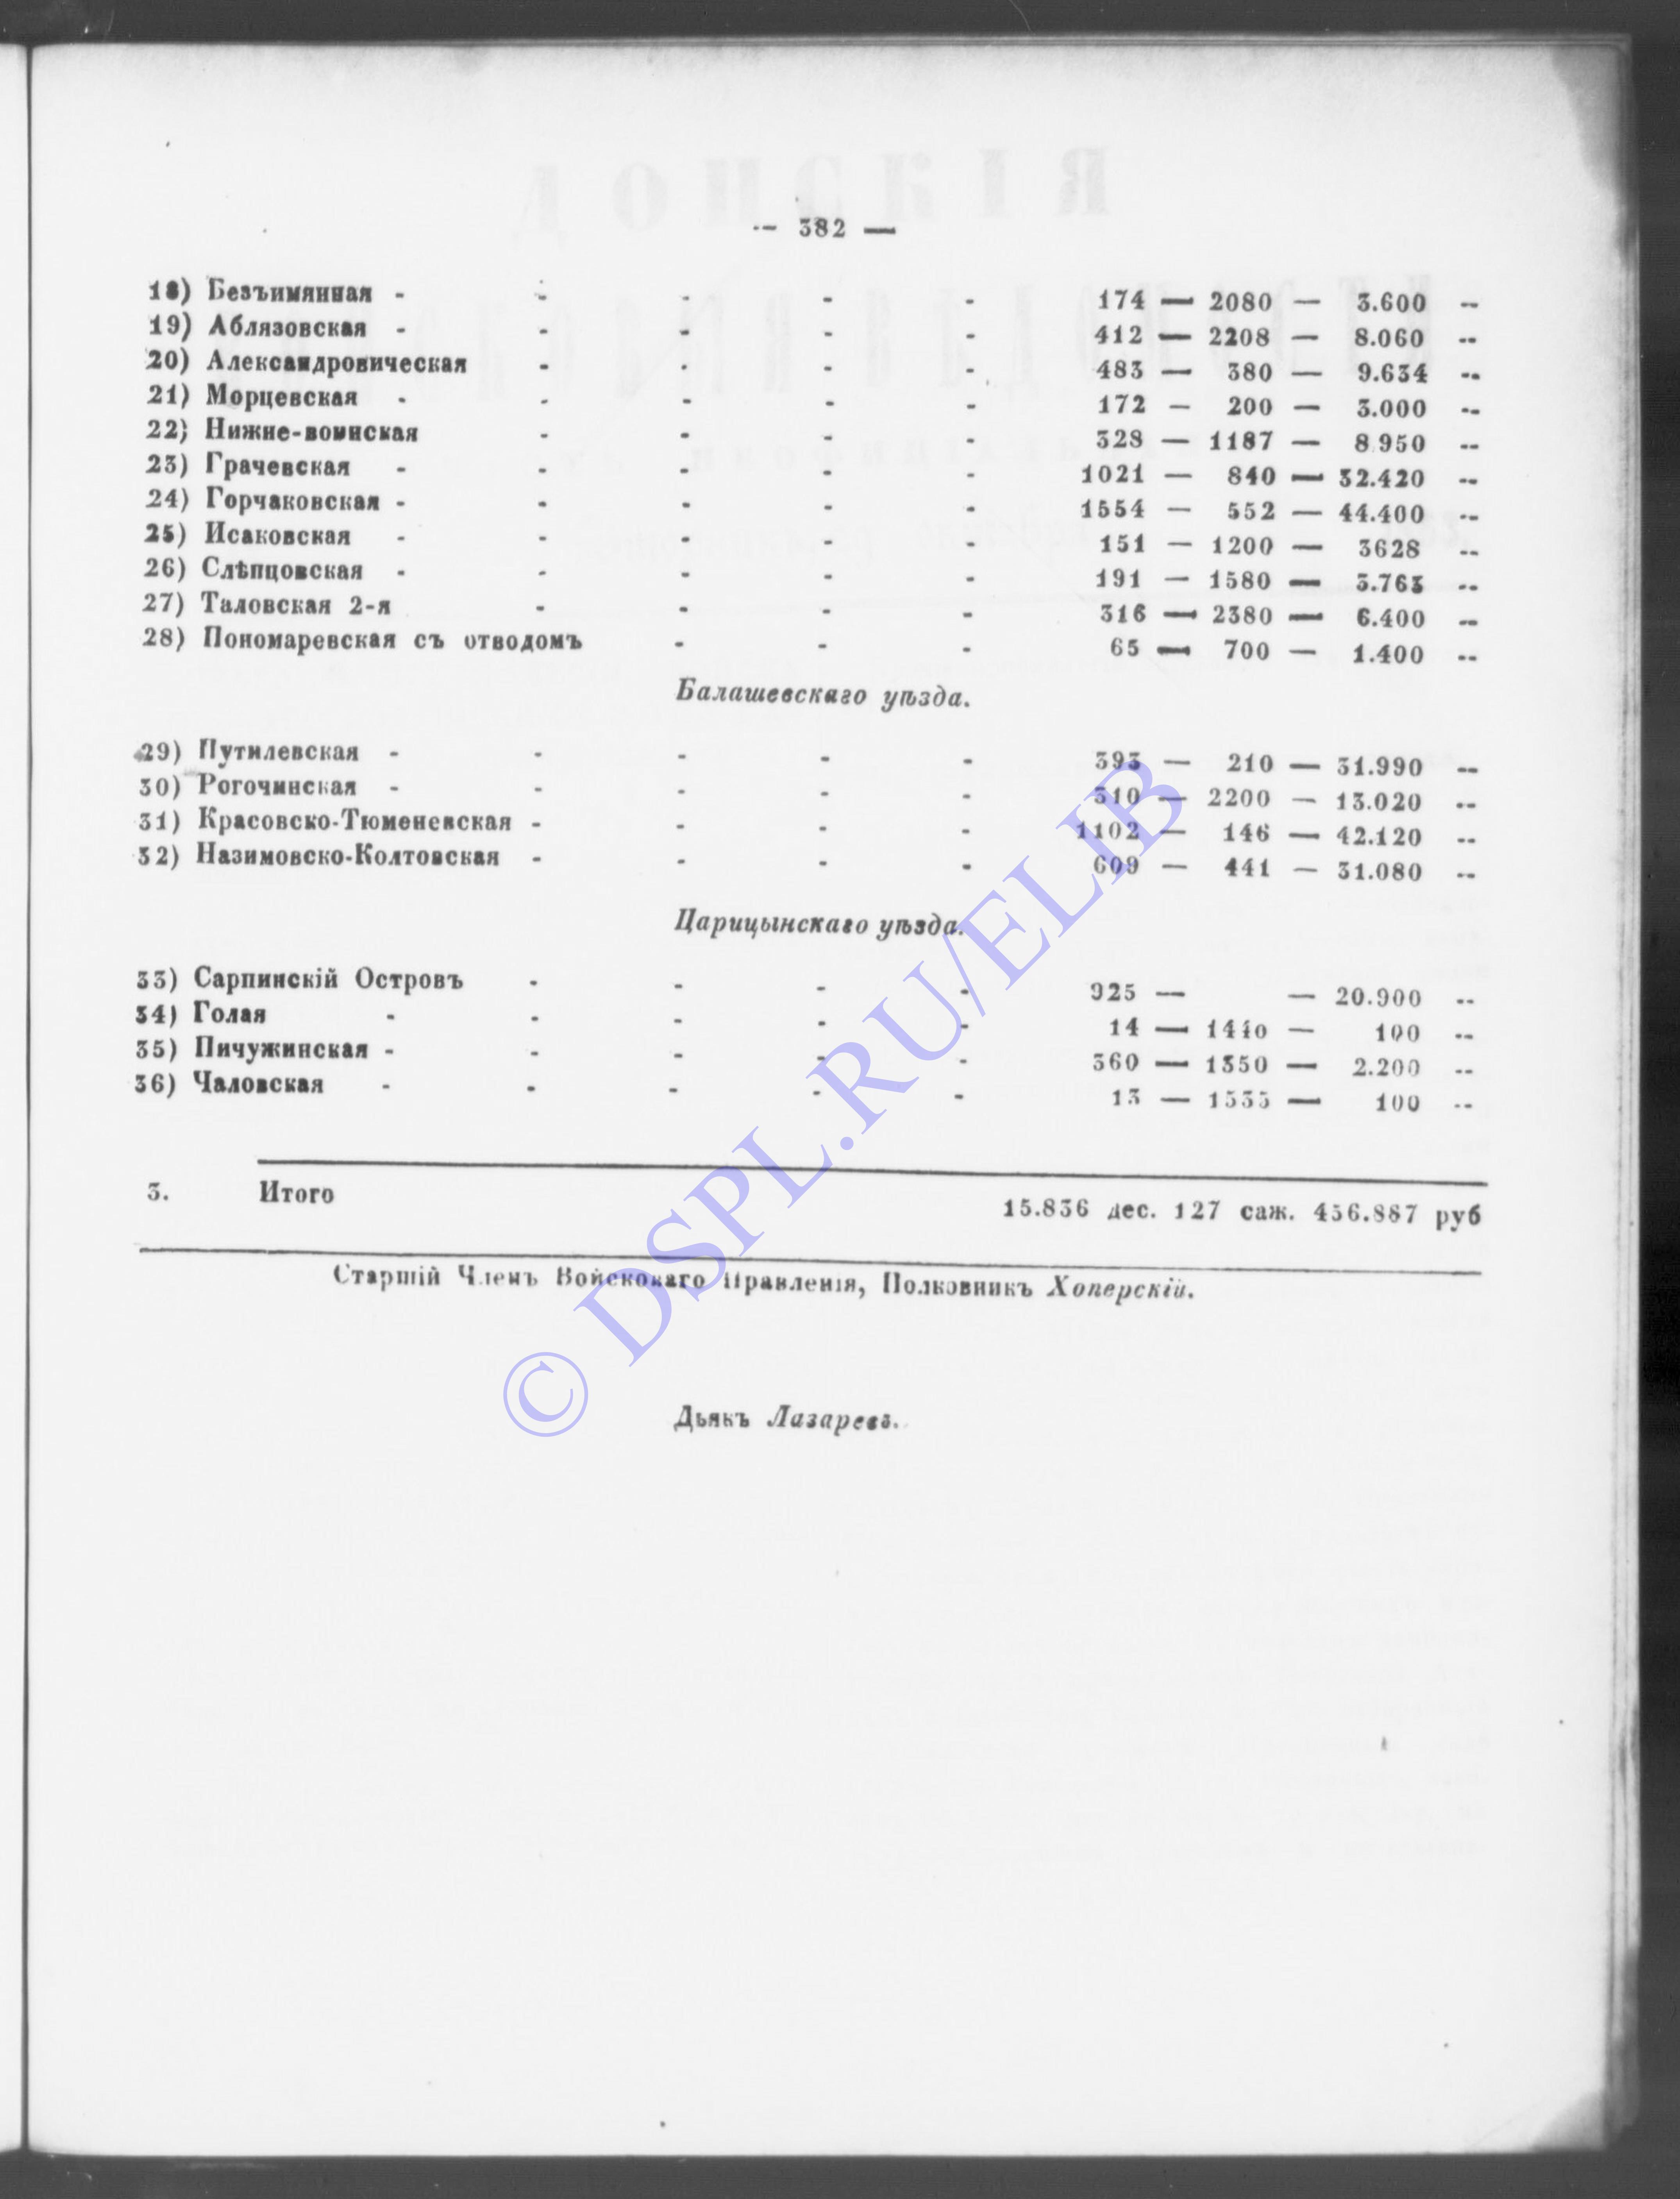 — 382 —
18) Безъимянная - - - - - 174 — 2080 — 3.600 --
19) Аблязовская - - - - - 412 — 2208 — 8.060 --
20) Александровическая - - - - 483 — 380 — 9.634 --
21) Морцевская - - - - - 172 — 200 — 3.000 --
22) Нижне-воинская - - - - 328 — 1187 — 8.950 --
23) Грачевская - - - - - 1021 — 840 — 32.420 --
24) Горчаковская - - - - - 1554 — 552 — 44.400 --
25) Исаковская - - - - - 151 — 1200 — 3628 --
26) Слѣпцовская - - - - - 191 — 1580 — 3.763 --
27) Таловская 2-я - - - - 316 — 2380 — 6.400 --
28) Пономаревская съ отводомъ - - - 65 — 700 — 1.400 --
Балашевскаго уѣзда.
29) Путилевская - - - - - 393 — 210 — 31.990 --
30) Рогочинская - - - - - 310 — 2200 — 13.020 --
31) Красовско-Тюменевская - - - - 1102 — 146 — 42.120 --
32) Назимовско-Колтовская - - - - 609 — 441 — 31.080 --
Царицынскаго уѣзда.
33) Сарпинскій Островъ - - - - 925 — — 20.900 --
34) Голая - - - - - 14 — 1440 — 100 --
35) Пичужинская - - - - - 360 — 1350 — 2.200 --
36) Чаловская - - - - - 13 — 1535 — 100 --
3. Итого 15.836 дес. 127 саж. 456.887 руб
Старшій Членъ Войсковаго Правленія, Полковникъ Хоперскій.
Дьякъ Лазаревъ.
© DSPL.RU/ELIB